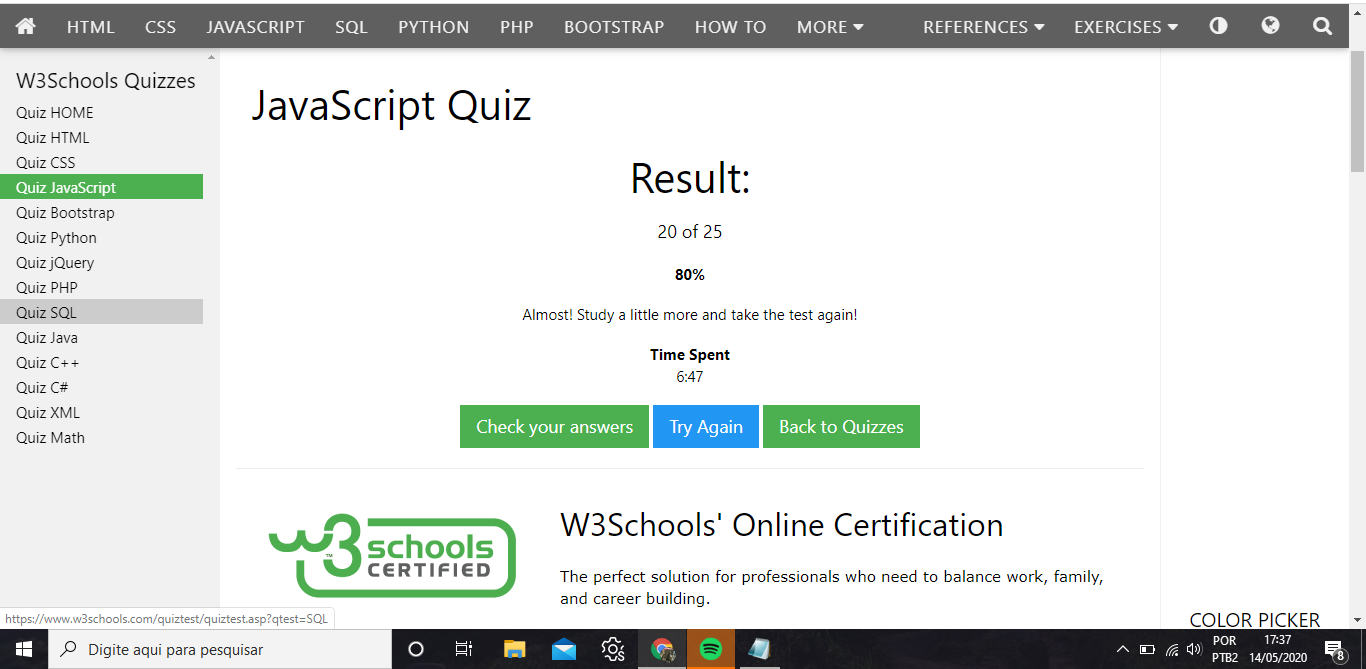 HTML CSS JAVASCRIPT SQL PYTHON PHP BOOTSTRAP HOW TO MORE REFERENCES EXERCISES
W3Schools Quizzes
Quiz HOME
Quiz HTML
Quiz CSS
Quiz JavaScript
Quiz Bootstrap
Quiz Python
Quiz jQuery
Quiz PHP
Quiz SQL
Quiz Java
Quiz C++
Quiz C#
Quiz XML
Quiz Math
JavaScript Quiz
Result:
20 of 25
80%
Almost! Study a little more and take the test again!
Time Spent
6:47
Check your answers Try Again Back to Quizzes
w3schools
™
CERTIFIED
W3Schools' Online Certification
The perfect solution for professionals who need to balance work, family,
and career building.
COLOR PICKER
https://www.w3schools.com/quiztest/quiztest.asp?qtest=SQL
Digite aqui para pesquisar
POR
PTB2
17:37
14/05/2020
8